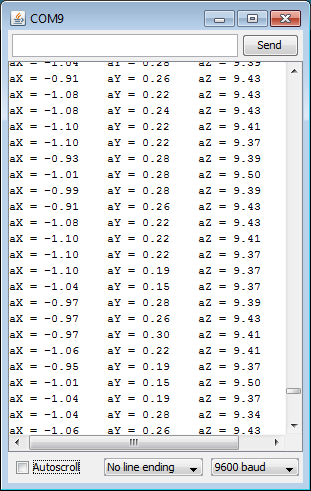 COM9
Send
aX = -1.04 aY = 0.28 aZ = 9.39
aX = -0.91 aY = 0.26 aZ = 9.43
aX = -1.08 aY = 0.22 aZ = 9.43
aX = -1.08 aY = 0.24 aZ = 9.43
aX = -1.10 aY = 0.22 aZ = 9.41
aX = -1.10 aY = 0.22 aZ = 9.37
aX = -0.93 aY = 0.28 aZ = 9.39
aX = -1.01 aY = 0.28 aZ = 9.50
aX = -0.99 aY = 0.28 aZ = 9.39
aX = -0.91 aY = 0.26 aZ = 9.43
aX = -1.08 aY = 0.22 aZ = 9.43
aX = -1.10 aY = 0.22 aZ = 9.41
aX = -1.10 aY = 0.22 aZ = 9.37
aX = -1.10 aY = 0.19 aZ = 9.37
aX = -1.04 aY = 0.15 aZ = 9.37
aX = -0.97 aY = 0.28 aZ = 9.39
aX = -0.97 aY = 0.26 aZ = 9.43
aX = -0.97 aY = 0.30 aZ = 9.41
aX = -1.06 aY = 0.22 aZ = 9.41
aX = -0.95 aY = 0.19 aZ = 9.37
aX = -1.01 aY = 0.15 aZ = 9.50
aX = -1.04 aY = 0.19 aZ = 9.37
aX = -1.04 aY = 0.28 aZ = 9.34
aX = -1.06 aY = 0.26 aZ = 9.43
Autoscroll No line ending 9600 baud